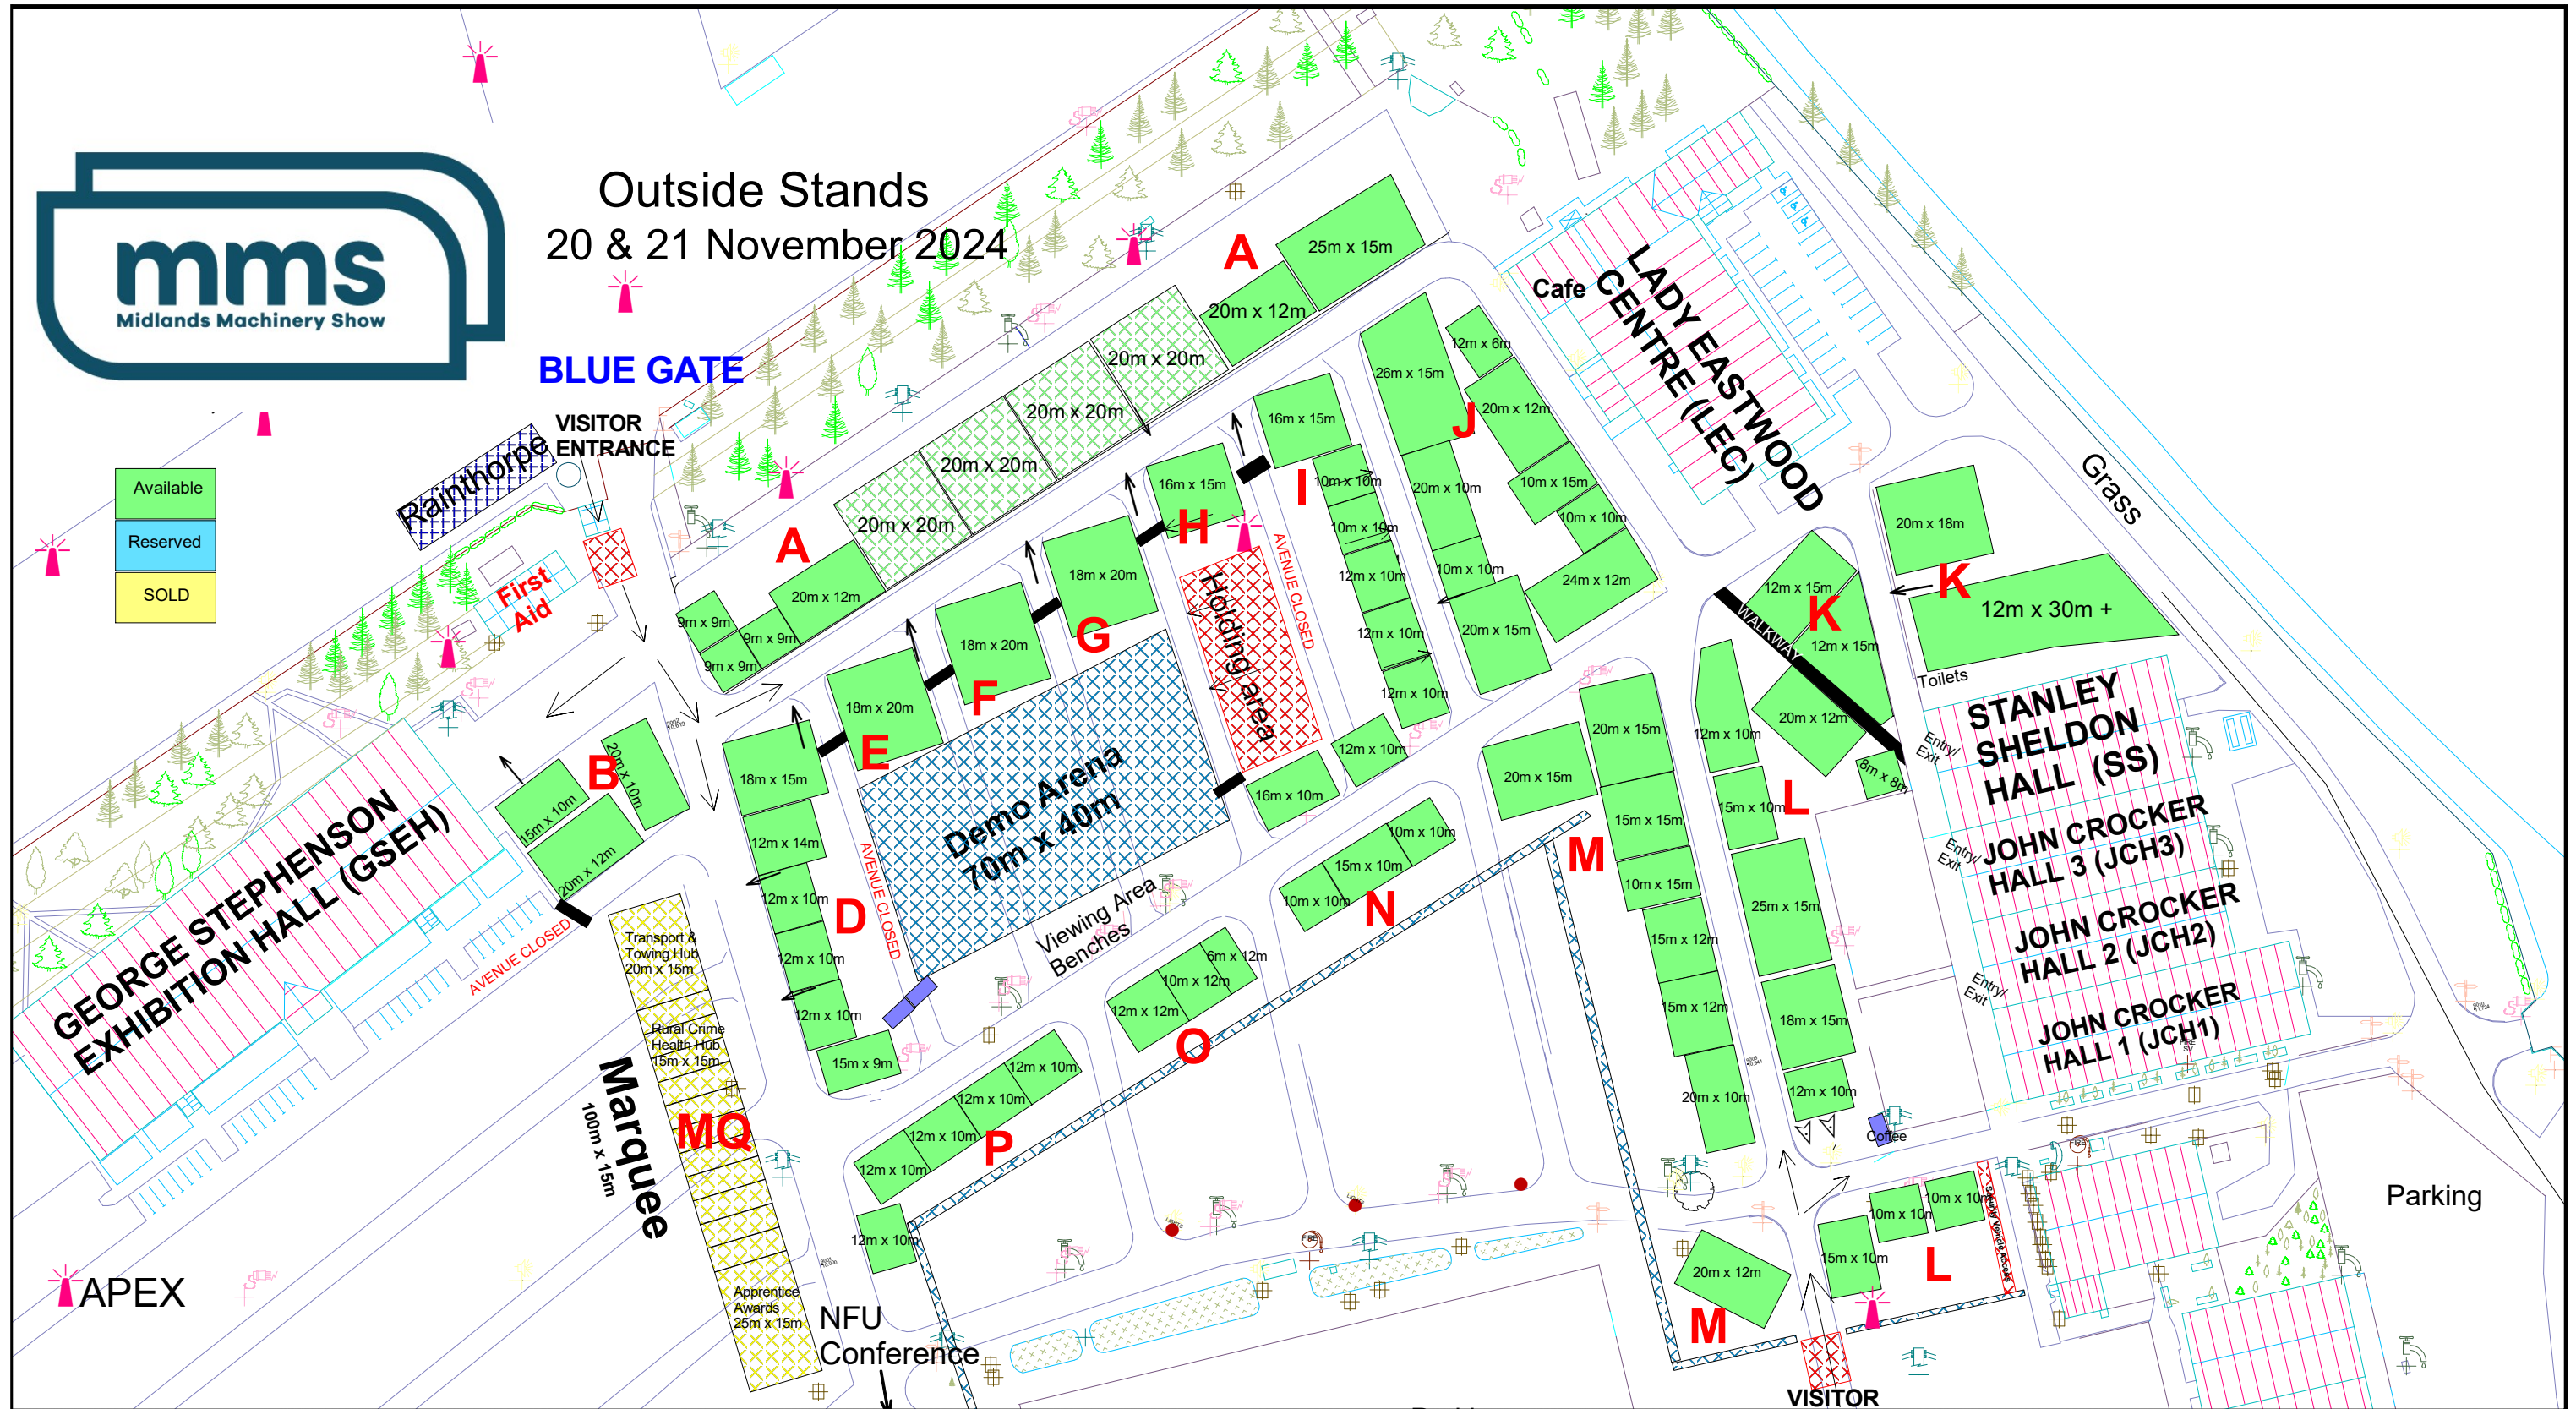 mms
Midlands Machinery Show
Outside Stands
20 & 21 November 2024
BLUE GATE
VISITOR
ENTRANCE
Rainthorpe
Available
Reserved
SOLD
First
Aid
A
25m x 15m
20m x 12m
20m x 20m
20m x 20m
20m x 20m
20m x 20m
A
20m x 12m
9m x 9m
9m x 9m
9m x 9m
Cafe
LADY EASTWOOD
CENTRE (LEC)
Grass
GEORGE STEPHENSON
EXHIBITION HALL (GSEH)
B
20m x 10m
15m x 10m
20m x 12m
AVENUE CLOSED
18m x 15m
12m x 14m
12m x 10m
12m x 10m
12m x 10m
15m x 9m
D
AVENUE CLOSED
18m x 20m
E
18m x 20m
F
18m x 20m
G
16m x 15m
H
16m x 15m
I
10m x 10m
10m x 10m
12m x 10m
12m x 10m
12m x 10m
12m x 10m
16m x 10m
Holding area
AVENUE CLOSED
Demo Arena
70m x 40m
Viewing Area
Benches
26m x 15m
12m x 6m
J
20m x 12m
20m x 10m
10m x 15m
10m x 10m
10m x 10m
24m x 12m
20m x 15m
20m x 18m
K
12m x 30m +
12m x 15m
K
12m x 15m
WALKWAY
20m x 12m
8m x 8m
Toilets
STANLEY
SHELDON
HALL (SS)
Entry/
Exit
JOHN CROCKER
HALL 3 (JCH3)
Entry/
Exit
JOHN CROCKER
HALL 2 (JCH2)
Entry/
Exit
JOHN CROCKER
HALL 1 (JCH1)
12m x 10m
15m x 10m
L
25m x 15m
18m x 15m
12m x 10m
Coffee
20m x 15m
20m x 15m
15m x 15m
M
10m x 15m
15m x 12m
15m x 12m
20m x 10m
10m x 10m
15m x 10m
10m x 10m
N
6m x 12m
10m x 12m
12m x 12m
O
12m x 10m
12m x 10m
12m x 10m
12m x 10m
P
12m x 10m
Transport &
Towing Hub
20m x 15m
Rural Crime
Health Hub
15m x 15m
MQ
Marquee
100m x 15m
Apprentice
Awards
25m x 15m
NFU
Conference
APEX
20m x 12m
M
10m x 10m
10m x 10m
15m x 10m
L
FIRE
FIRE
Parking
VISITOR